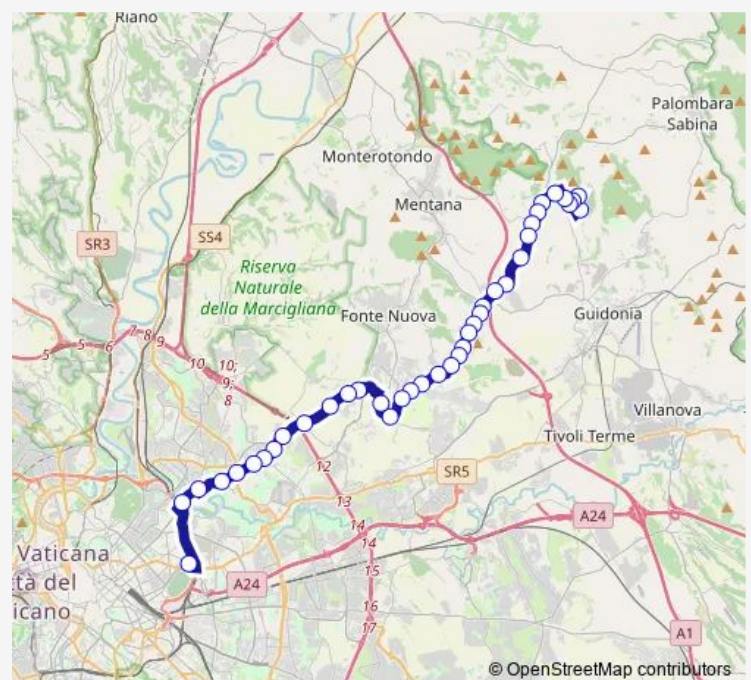 Riano
Palombara
Sabina
Monterotondo
Mentana
SR3
SS4
Riserva
Naturale
della Marcigliana
Fonte Nuova
Guidonia
5
5
6
7
8
9
10
10;
9;
8
Villanova
12
Tivoli Terme
SR5
13
14
14
A24
Vaticana
ttà del
icano
A24
15
16
17
A1
© OpenStreetMap contributors